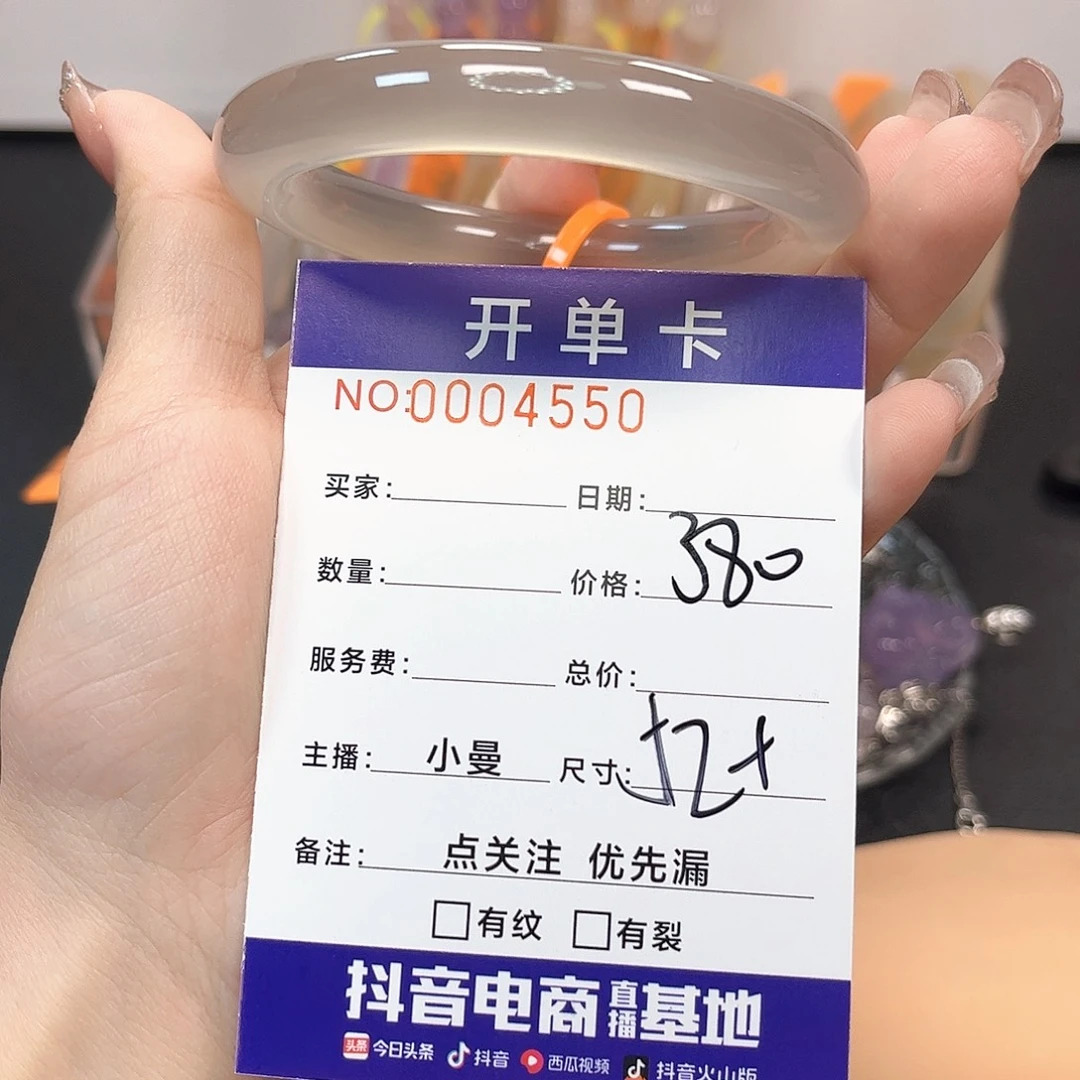 开单卡
NO:0004550
买家: 日期:
数量: 价格: 380
服务费: 总价:
主播: 小曼 尺寸: 52+
备注: 点关注 优先漏
有纹 有裂
抖音电商直播基地
头条 今日头条 抖音 西瓜视频 抖音火山版